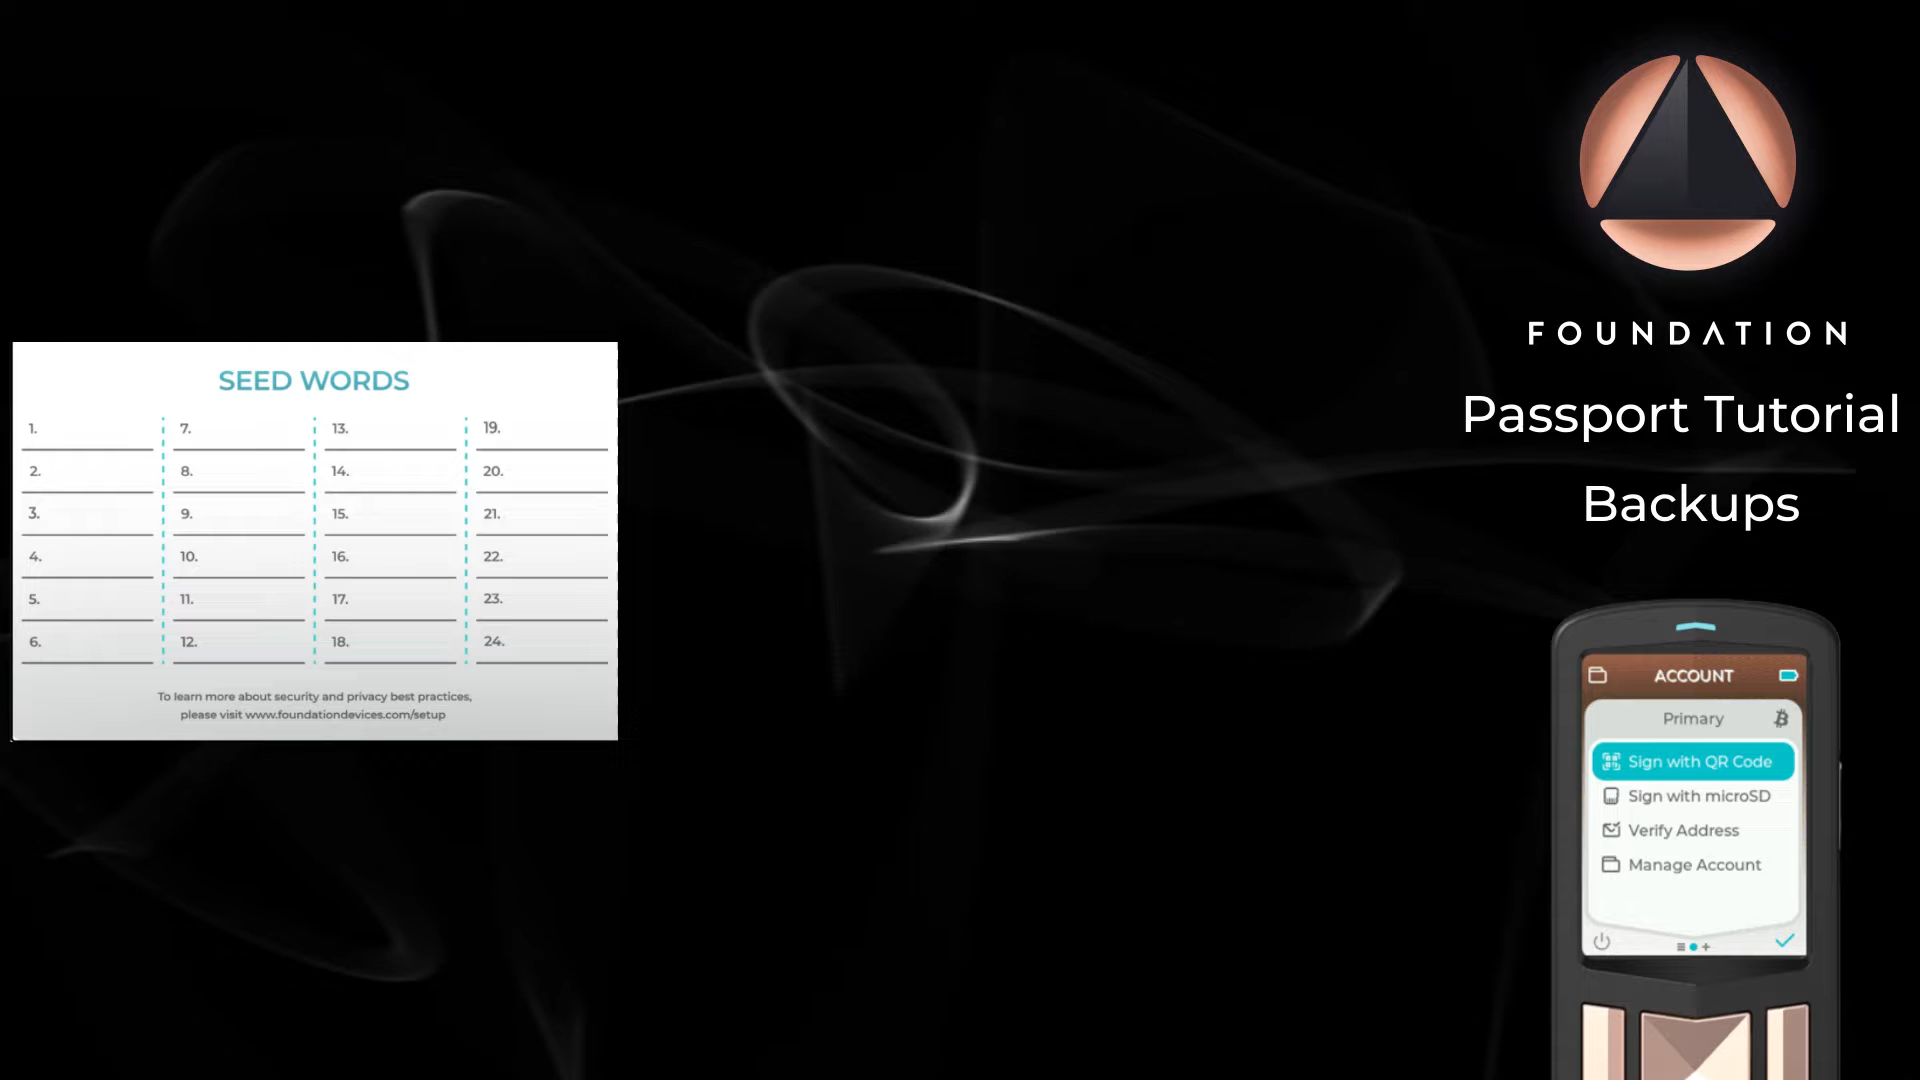 SEED WORDS
1.
2.
3.
4.
5.
6.
7.
8.
9.
10.
11.
12.
13.
14.
15.
16.
17.
18.
19.
20.
21.
22.
23.
24.
To learn more about security and privacy best practices,
please visit www.foundationdevices.com/setup
FOUNDATION
Passport Tutorial
Backups
ACCOUNT
Primary
Sign with QR Code
Sign with microSD
Verify Address
Manage Account